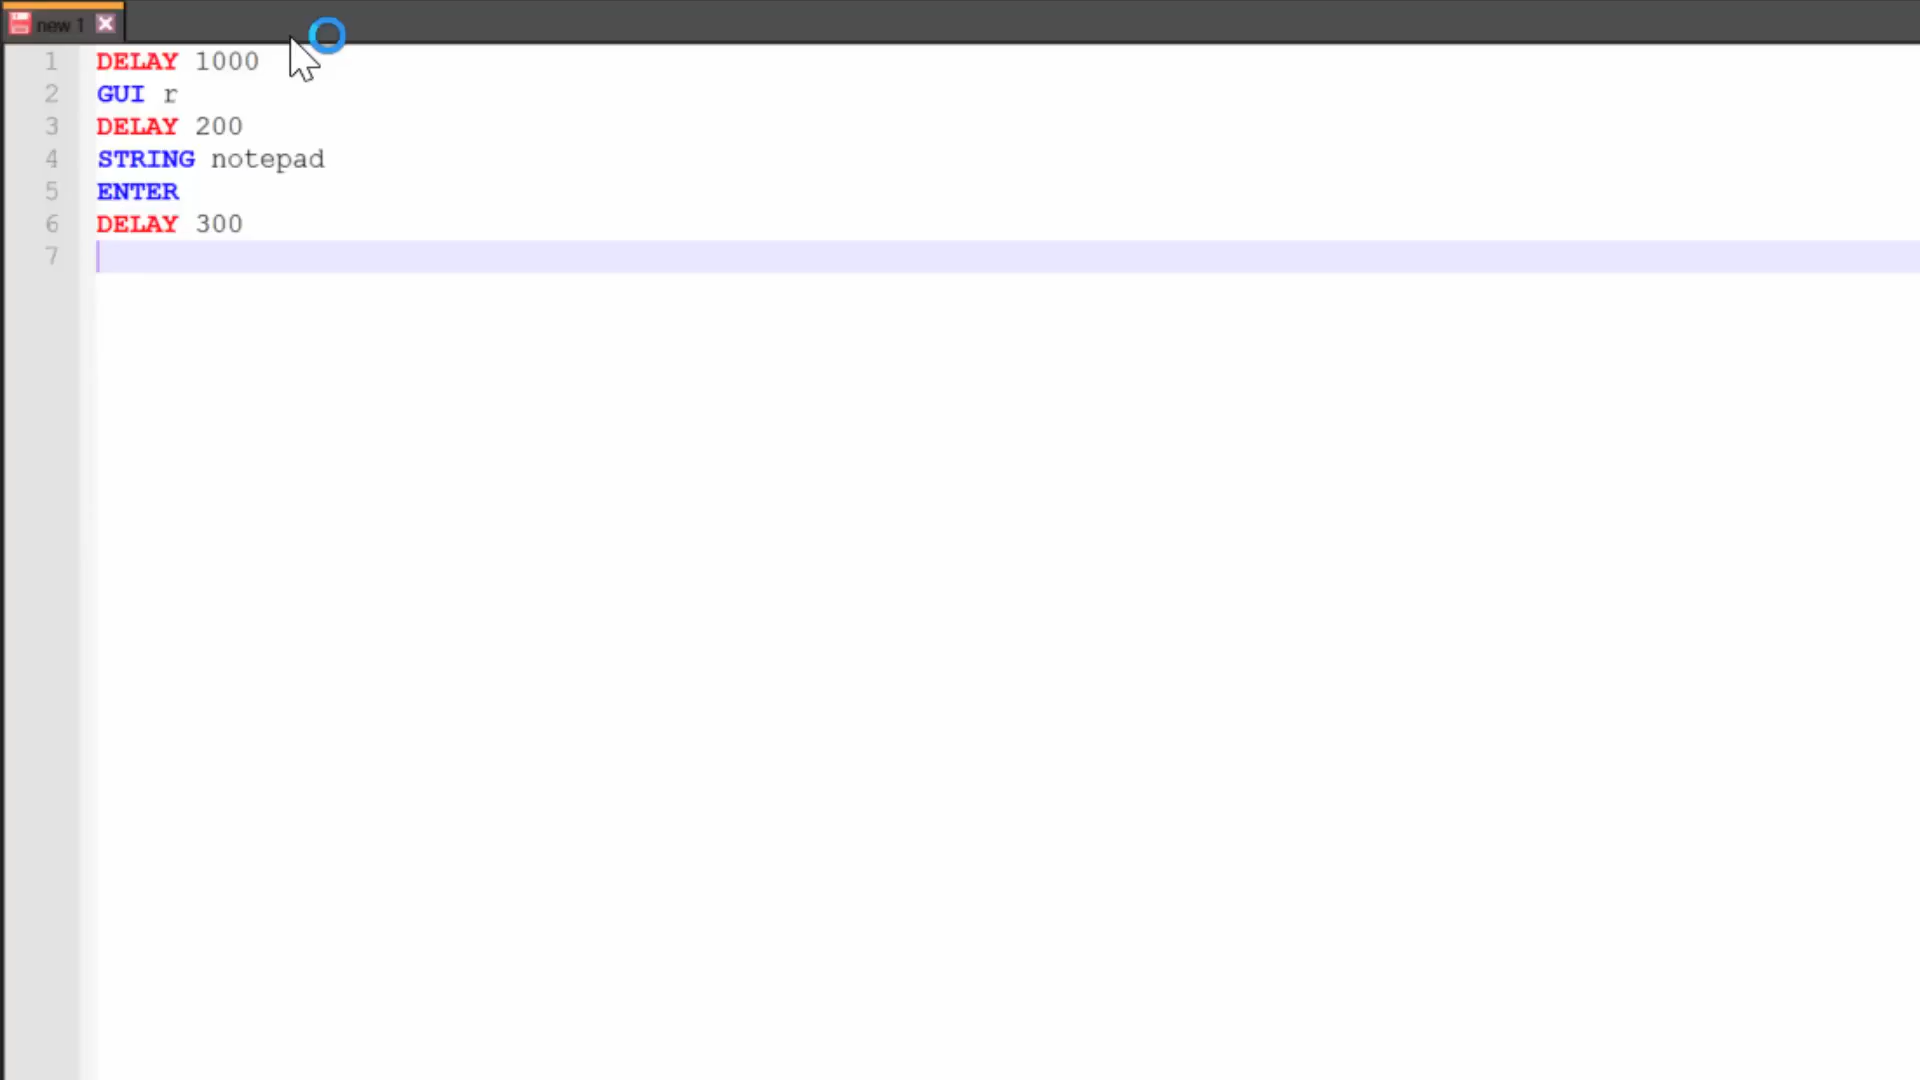 new 1
1 DELAY 1000
2 GUI r
3 DELAY 200
4 STRING notepad
5 ENTER
6 DELAY 300
7